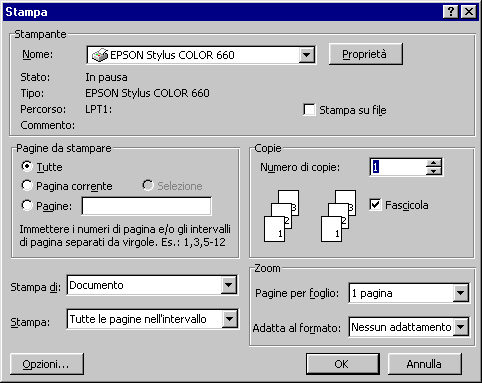 Stampa
Stampante
Nome: EPSON Stylus COLOR 660 Proprietà
Stato: In pausa
Tipo: EPSON Stylus COLOR 660
Percorso: LPT1: Stampa su file
Commento:
Pagine da stampare
Tutte
Pagina corrente Selezione
Pagine:
Immettere i numeri di pagina e/o gli intervalli
di pagina separati da virgole. Es.: 1,3,5-12
Copie
Numero di copie: 1
3 2 1 3 2 1 Fascicola
Stampa di: Documento
Stampa: Tutte le pagine nell'intervallo
Zoom
Pagine per foglio: 1 pagina
Adatta al formato: Nessun adattamento
Opzioni... OK Annulla